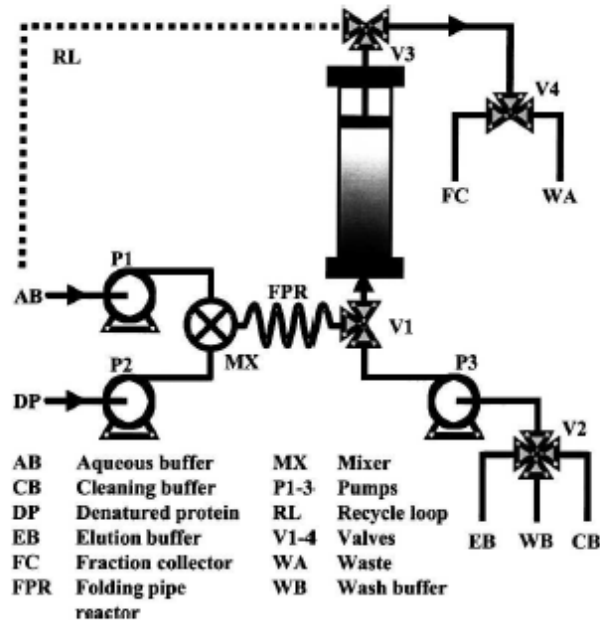 RL
V3
V4
FC
WA
P1
AB
FPR
MX
V1
P2
P3
DP
V2
EB
WB
CB
AB Aqueous buffer MX Mixer
CB Cleaning buffer P1-3 Pumps
DP Denatured protein RL Recycle loop
EB Elution buffer V1-4 Valves
FC Fraction collector WA Waste
FPR Folding pipe WB Wash buffer
reactor